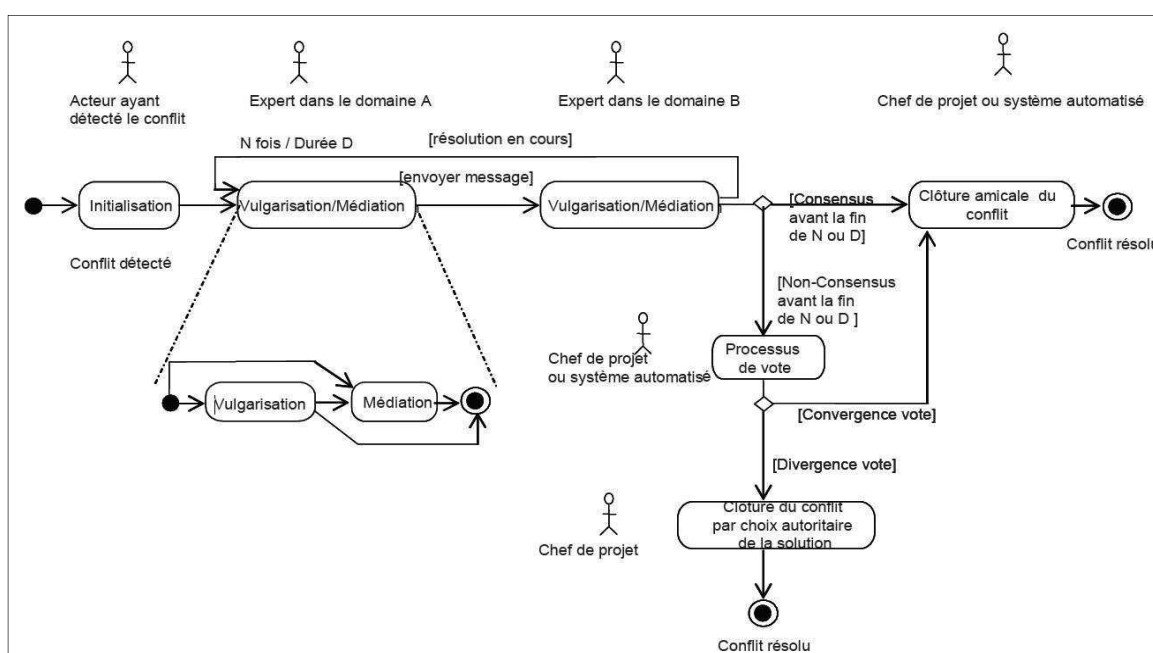 Acteur ayant
détecté le conflit
Expert dans le domaine A
Expert dans le domaine B
Chef de projet ou système automatisé
N fois / Durée D
[résolution en cours]
[envoyer message]
Initialisation
Vulgarisation/Médiation
Vulgarisation/Médiation
[Consensus
avant la fin
de N ou D]
Clôture amicale du
conflit
Conflit résolu
Conflit détecté
[Non-Consensus
avant la fin
de N ou D ]
Chef de projet
ou système automatisé
Processus
de vote
Vulgarisation
Médiation
[Convergence vote]
[Divergence vote]
Chef de projet
Clôture du conflit
par choix autoritaire
de la solution
Conflit résolu